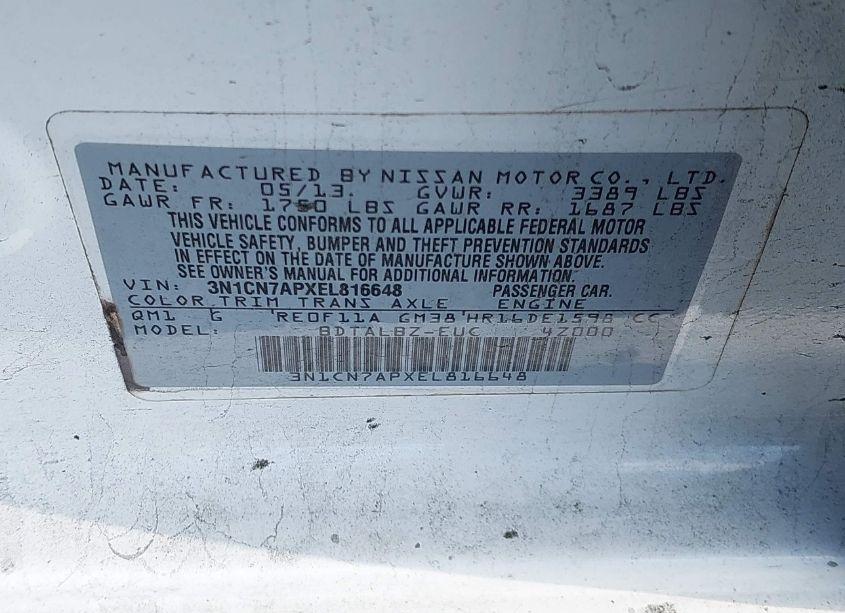 MANUFACTURED BY NISSAN MOTOR CO., LTD.
DATE: 05/13. GVWR: 3389 LBS
GAWR FR: 1750 LBS GAWR RR: 1687 LBS
THIS VEHICLE CONFORMS TO ALL APPLICABLE FEDERAL MOTOR
VEHICLE SAFETY, BUMPER AND THEFT PREVENTION STANDARDS
IN EFFECT ON THE DATE OF MANUFACTURE SHOWN ABOVE.
SEE OWNER'S MANUAL FOR ADDITIONAL INFORMATION.
VIN: 3N1CN7APXEL816648 PASSENGER CAR.
COLOR TRIM TRANS AXLE ENGINE
QM1 G RE0F11A GM38 HR16DE1598 CC
BDTALBZ-EUC 4Z000
3N1CN7APXEL816648